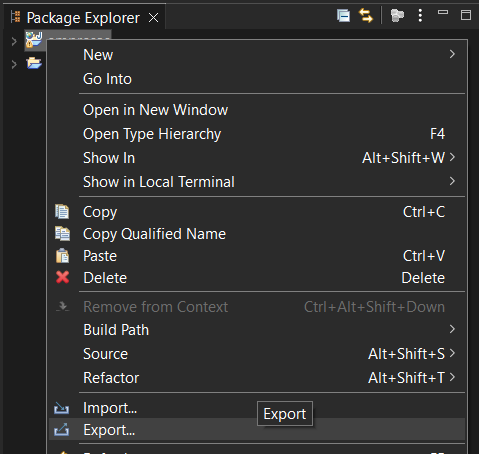 Package Explorer
New
Go Into
Open in New Window
Open Type Hierarchy F4
Show In Alt+Shift+W
Show in Local Terminal
Copy Ctrl+C
Copy Qualified Name
Paste Ctrl+V
Delete Delete
Remove from Context Ctrl+Alt+Shift+Down
Build Path
Source Alt+Shift+S
Refactor Alt+Shift+T
Import...
Export
Export...